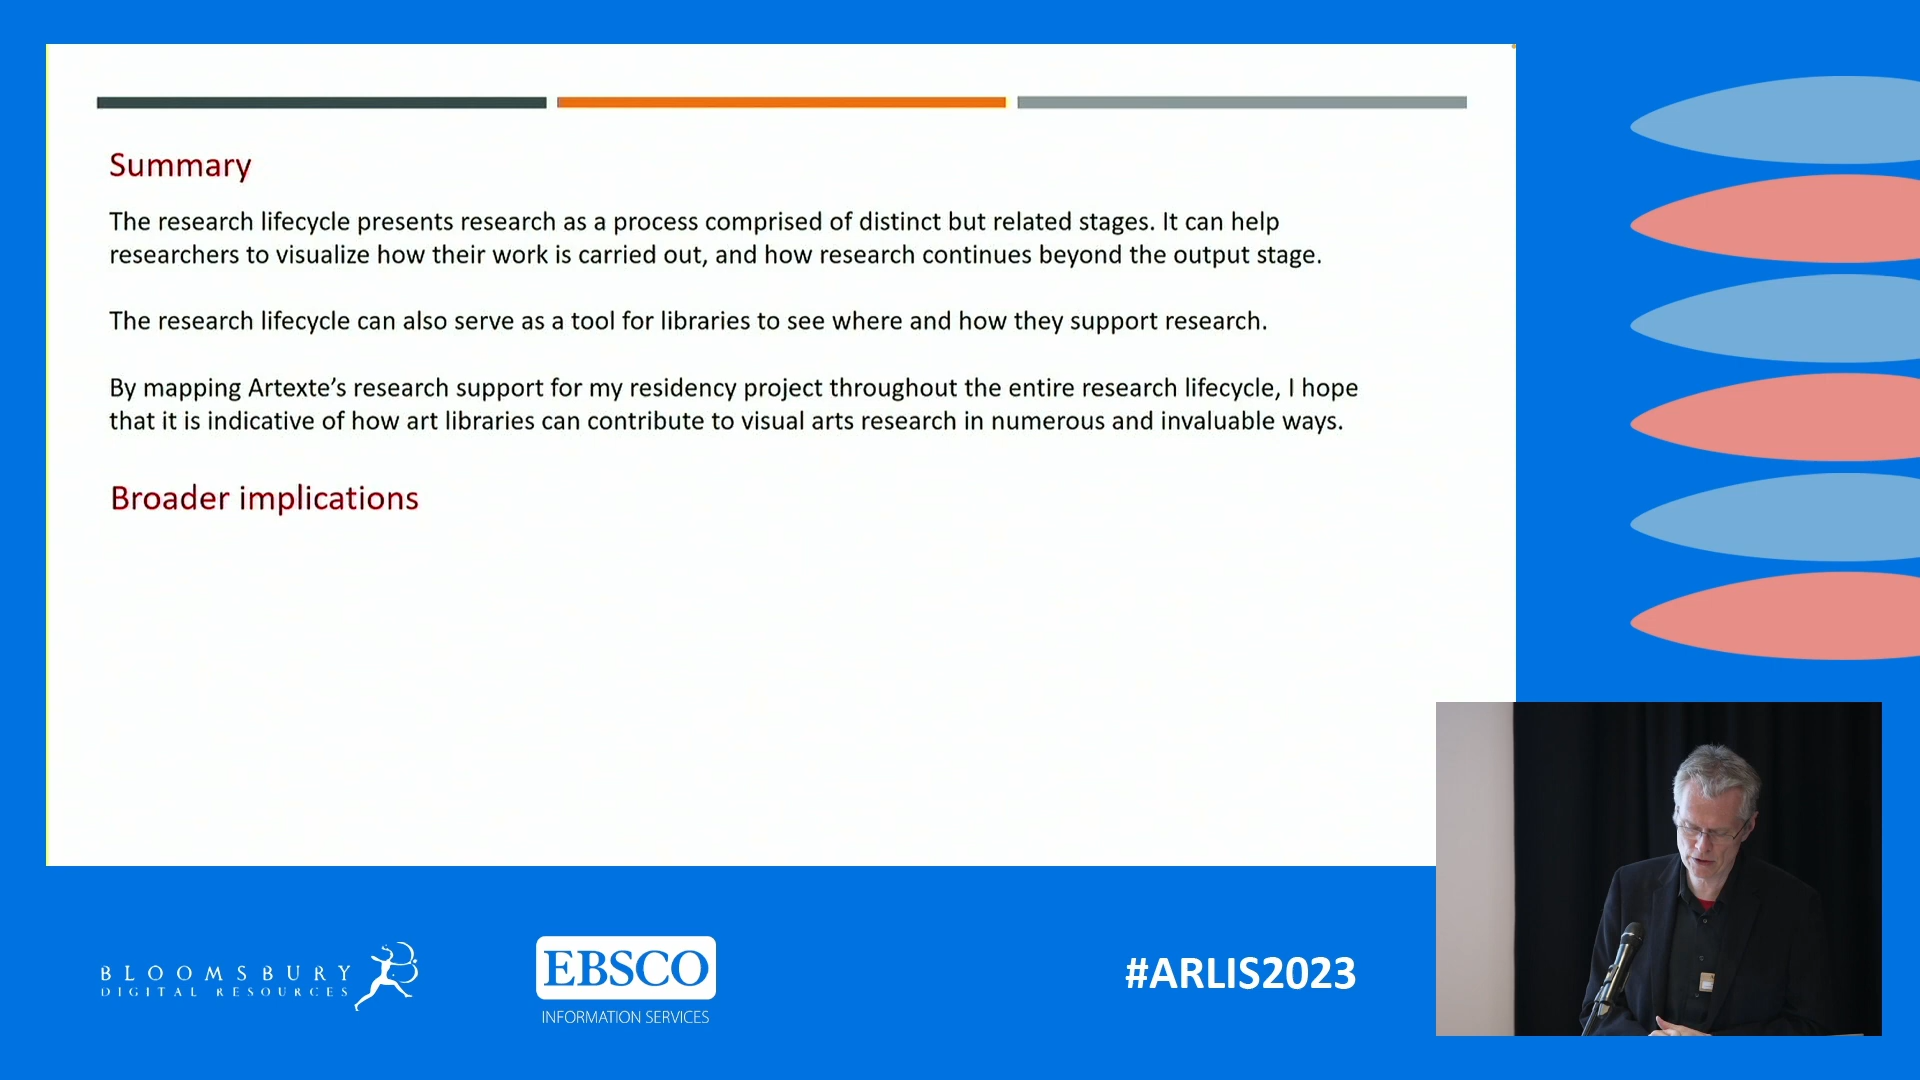 Summary
The research lifecycle presents research as a process comprised of distinct but related stages. It can help
researchers to visualize how their work is carried out, and how research continues beyond the output stage.
The research lifecycle can also serve as a tool for libraries to see where and how they support research.
By mapping Artexte’s research support for my residency project throughout the entire research lifecycle, I hope
that it is indicative of how art libraries can contribute to visual arts research in numerous and invaluable ways.
Broader implications
BLOOMSBURY
DIGITAL RESOURCES
EBSCO
INFORMATION SERVICES
#ARLIS2023